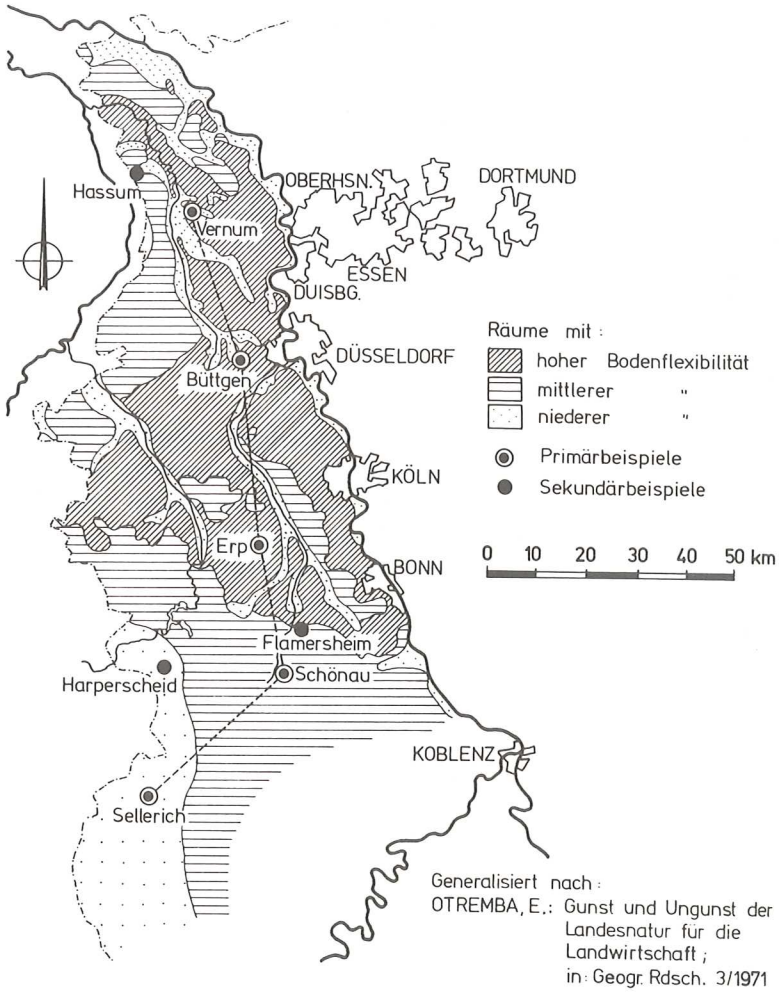 OBERHSN.
DORTMUND
Hassum
Vernum
ESSEN
DUISBG.
Räume mit :
DÜSSELDORF
hoher Bodenflexibilität
Büttgen
mittlerer "
niederer "
Primärbeispiele
KÖLN
Sekundärbeispiele
Erp
0 10 20 30 40 50 km
BONN
Flamersheim
Harperscheid
Schönau
KOBLENZ
Sellerich
Generalisiert nach :
OTREMBA, E.: Gunst und Ungunst der
Landesnatur für die
Landwirtschaft ;
in: Geogr. Rdsch. 3/1971